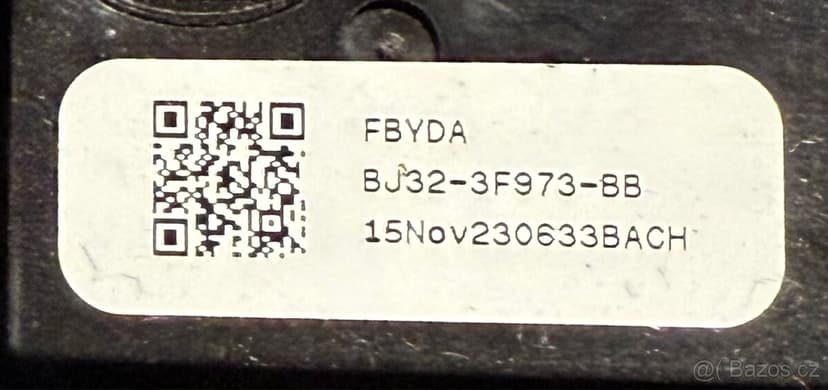 FBYDA
BJ32-3F973-BB
15Nov230633BACH
@( Bazos.cz